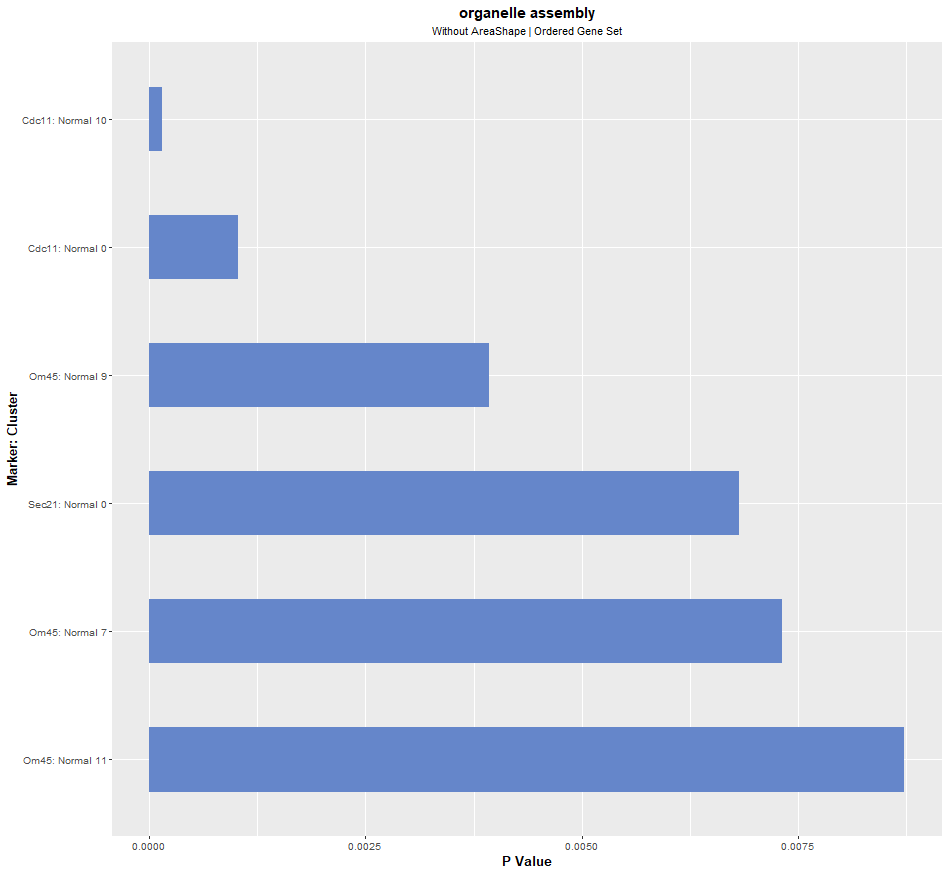 organelle assembly
Without AreaShape | Ordered Gene Set
Cdc11: Normal 10
Cdc11: Normal 0
Om45: Normal 9
Sec21: Normal 0
Om45: Normal 7
Om45: Normal 11
Marker: Cluster
0.0000
0.0025
0.0050
0.0075
P Value